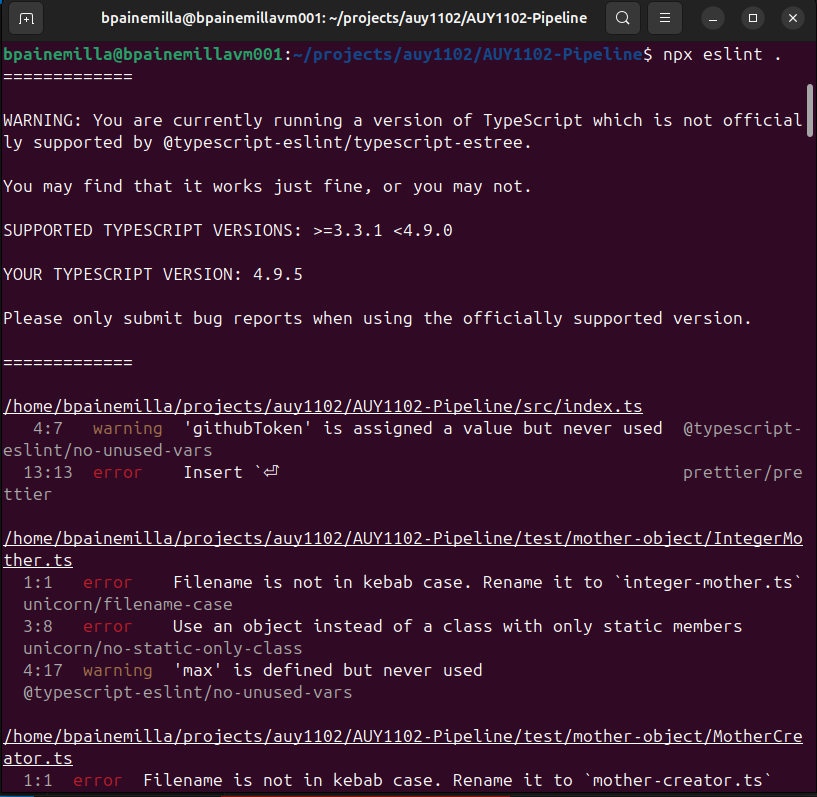 bpainemilla@bpainemillavm001: ~/projects/auy1102/AUY1102-Pipeline
bpainemilla@bpainemillavm001:~/projects/auy1102/AUY1102-Pipeline$ npx eslint .
=============
WARNING: You are currently running a version of TypeScript which is not official
ly supported by @typescript-eslint/typescript-estree.
You may find that it works just fine, or you may not.
SUPPORTED TYPESCRIPT VERSIONS: >=3.3.1 <4.9.0
YOUR TYPESCRIPT VERSION: 4.9.5
Please only submit bug reports when using the officially supported version.
=============
/home/bpainemilla/projects/auy1102/AUY1102-Pipeline/src/index.ts
4:7 warning 'githubToken' is assigned a value but never used @typescript-
eslint/no-unused-vars
13:13 error Insert `⏎ prettier/pre
ttier
/home/bpainemilla/projects/auy1102/AUY1102-Pipeline/test/mother-object/IntegerMo
ther.ts
1:1 error Filename is not in kebab case. Rename it to `integer-mother.ts`
unicorn/filename-case
3:8 error Use an object instead of a class with only static members
unicorn/no-static-only-class
4:17 warning 'max' is defined but never used
@typescript-eslint/no-unused-vars
/home/bpainemilla/projects/auy1102/AUY1102-Pipeline/test/mother-object/MotherCre
ator.ts
1:1 error Filename is not in kebab case. Rename it to `mother-creator.ts`